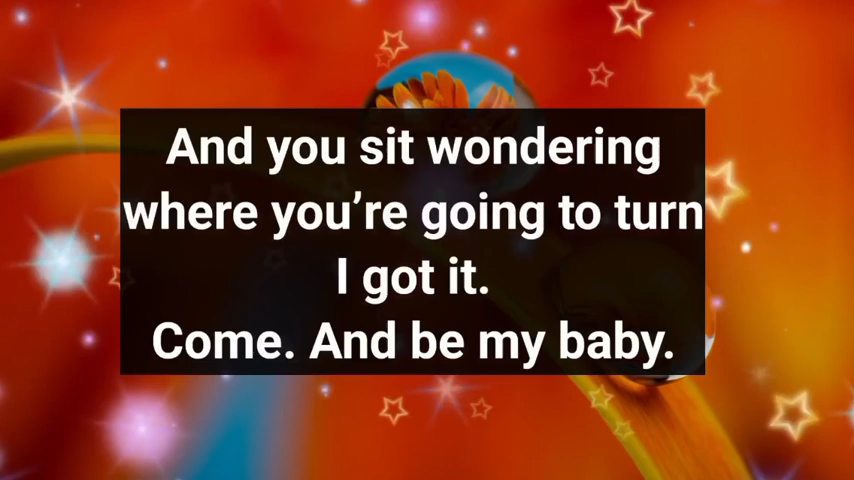 And you sit wondering
where you’re going to turn
I got it.
Come. And be my baby.